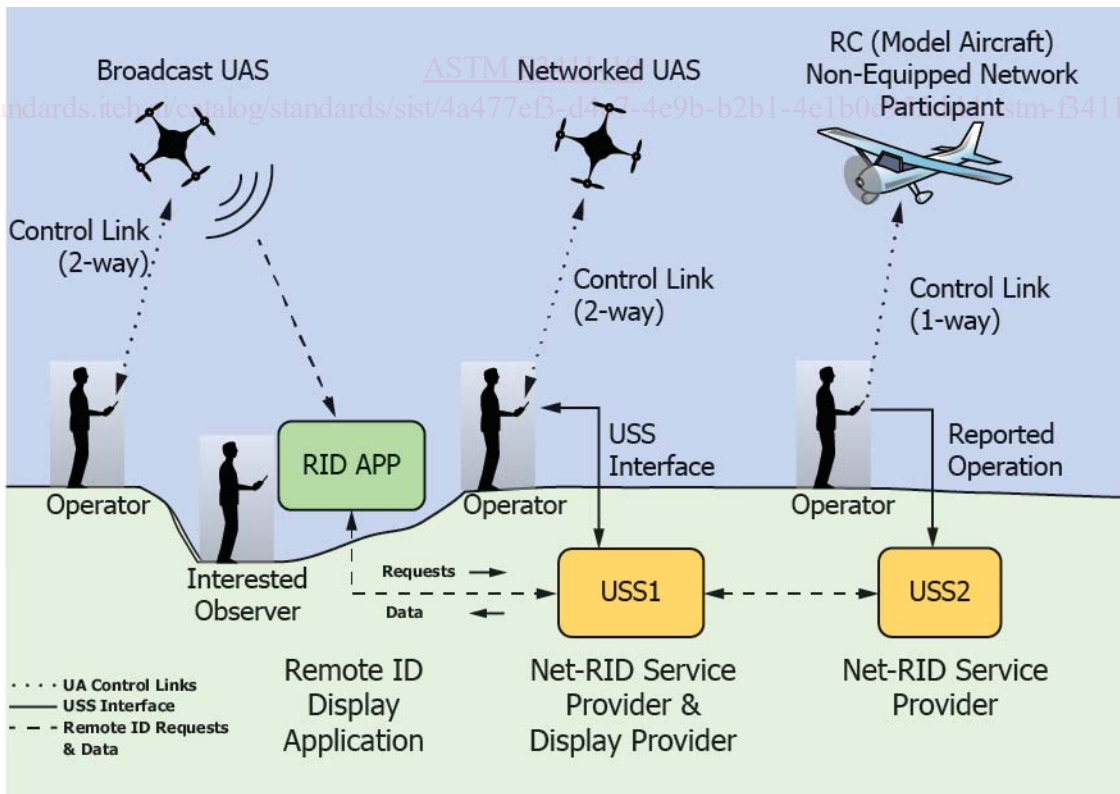 RC (Model Aircraft)
Non-Equipped Network
Participant
Broadcast UAS
Networked UAS
Control Link
(2-way)
Control Link
(2-way)
Control Link
(1-way)
RID APP
USS
Interface
Reported
Operation
Operator
Operator
Operator
Interested
Observer
Requests
Data
USS1
USS2
Remote ID
Display
Application
Net-RID Service
Provider &
Display Provider
Net-RID Service
Provider
UA Control Links
USS Interface
Remote ID Requests
& Data
ASTM